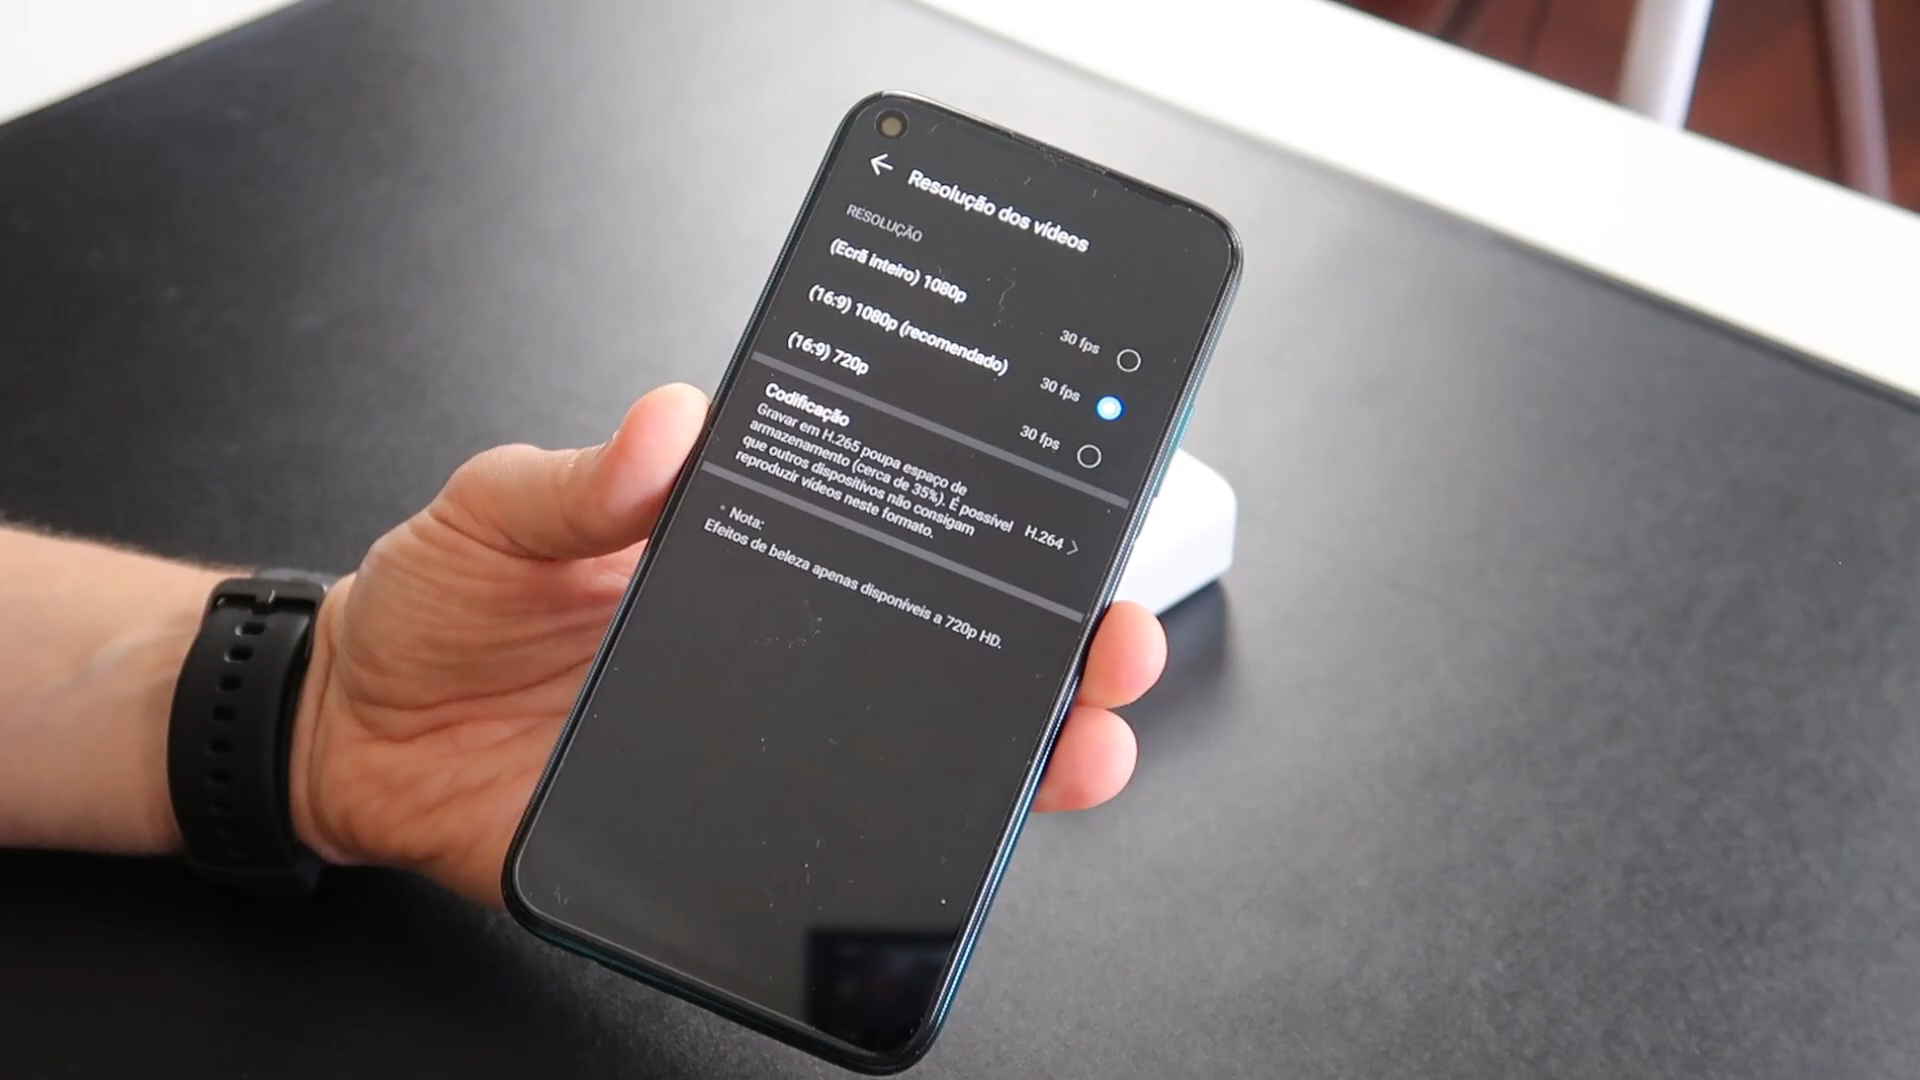 Resolução dos vídeos
RESOLUÇÃO
(Ecrã inteiro) 1080p
30 fps
(16:9) 1080p (recomendado)
30 fps
(16:9) 720p
30 fps
Codificação
Gravar em H.265 poupa espaço de
armazenamento (cerca de 35%). É possível
que outros dispositivos não consigam
reproduzir vídeos neste formato.
H.264
Nota:
Efeitos de beleza apenas disponíveis a 720p HD.